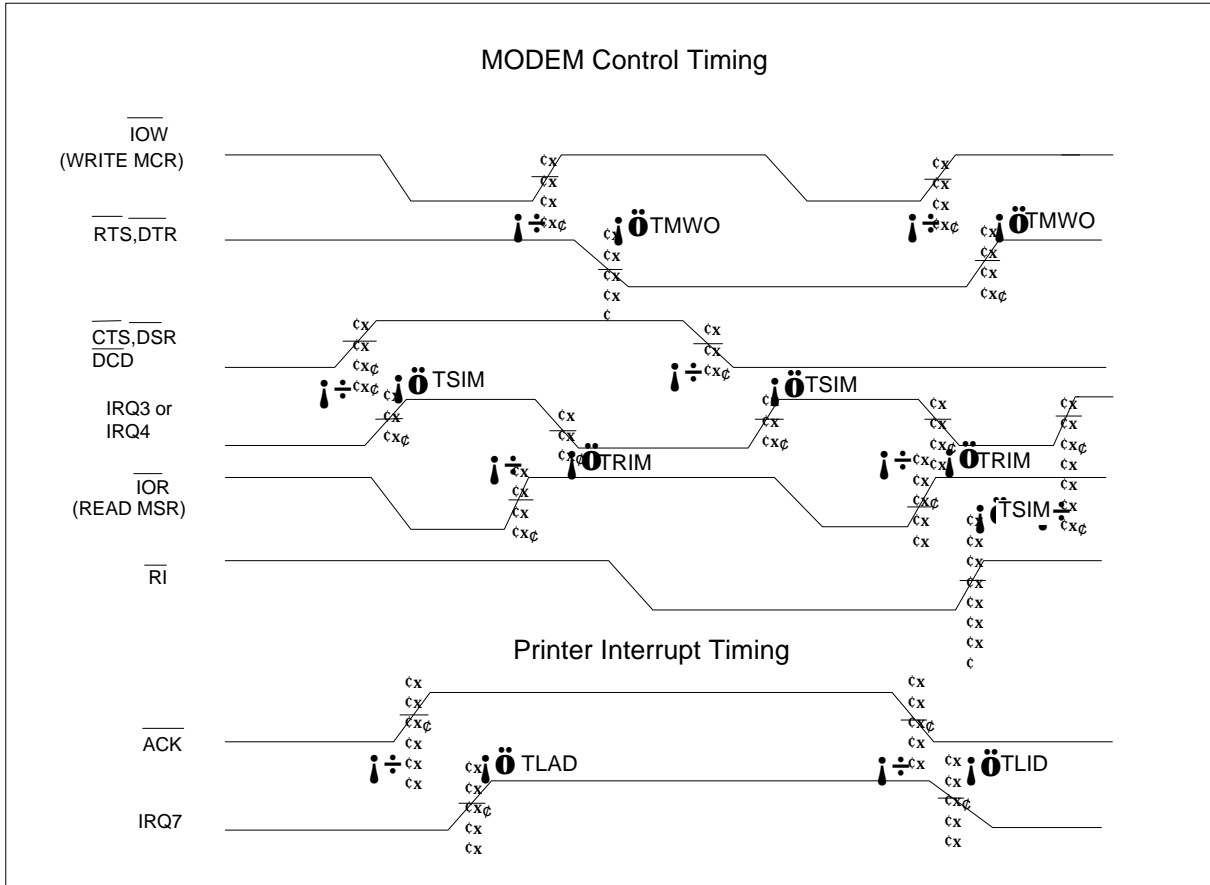 MODEM Control Timing
IOW
(WRITE MCR)
RTS,DTR
TMWO
TMWO
CTS,DSR
DCD
TSIM
TSIM
IRQ3 or
IRQ4
TRIM
TRIM
IOR
(READ MSR)
TSIM
RI
Printer Interrupt Timing
ACK
TLAD
TLID
IRQ7